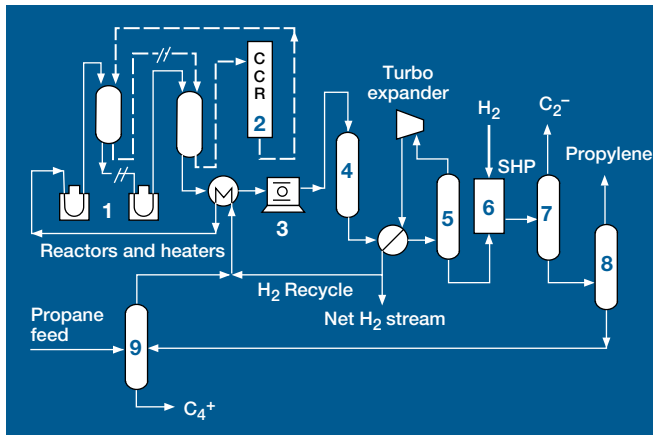 C
C
R
2
Turbo
expander
H₂
C₂⁻
SHP
Propylene
1
3
4
5
6
7
8
Reactors and heaters
H₂ Recycle
Net H₂ stream
Propane
feed
9
C₄⁺